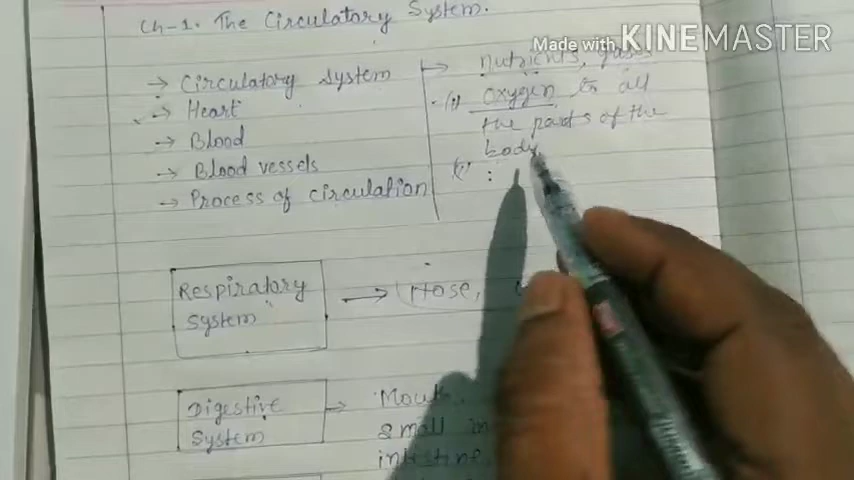 Ch-1. The Circulatory System.
Made with KINEMASTER
→ Circulatory System
→ Heart
→ Blood
→ Blood vessels
→ Process of circulation
→ nutrients, gases
oxygen to all
the parts of the
body
:
Respiratory
System
→ Nose,
Digestive
System
→ Mouth,
small
intestine